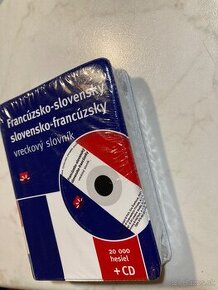 Francúzsko-slovenský
slovensko-francúzsky
vreckový slovník
20 000
hesiel
+ CD